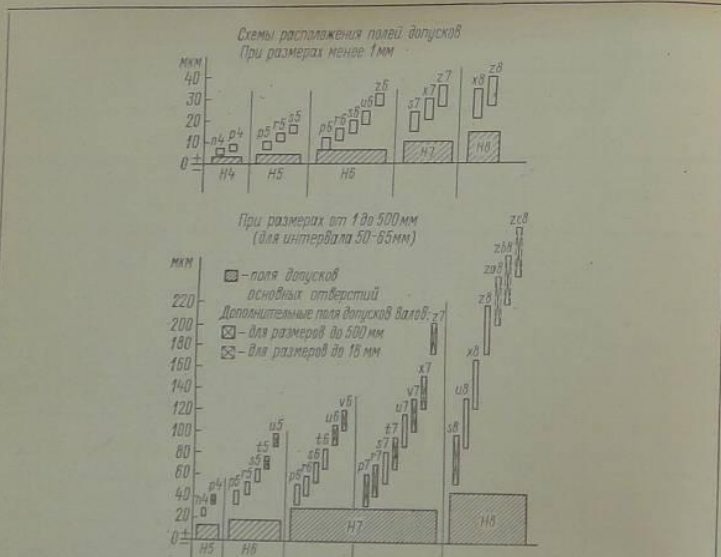 Схемы расположения полей допусков
При размерах менее 1мм
мкм
40
30
20
10
0
+
−
n4 p4
p5 r5 s5
p6 r6 s6 u6 z6
s7 x7 z7
x8 z8
H4 H5 H6 H7 H8
При размерах от 1 до 500мм
(для интервала 50-65мм)
мкм
- поля допусков
основных отверстий
Дополнительные поля допусков валов:
- для размеров до 500 мм
- для размеров до 18 мм
220
200
180
160
140
120
100
80
60
40
20
0
+
−
n4 p4
p5 r5 s5 t5 u5
p6 r6 s6 t6 u6 v6
p7 r7 s7 t7 u7 v7 x7 z7
s8 u8 x8 z8 za8 zb8 zc8
H5 H6 H7 H8